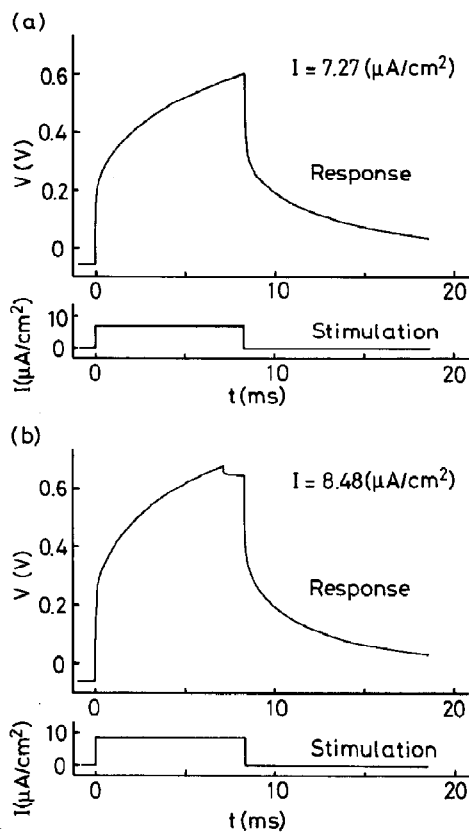 (a)
I = 7.27 (μA/cm²)
0.6
0.4
0.2
0
V (V)
Response
0 10 20
10
0
I(μA/cm²)
Stimulation
0 10 20
t(ms)
(b)
I = 8.48(μA/cm²)
0.6
0.4
0.2
0
V (V)
Response
0 10 20
10
0
I(μA/cm²)
Stimulation
0 10 20
t(ms)